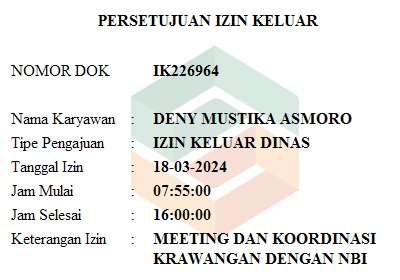 PERSETUJUAN IZIN KELUAR
NOMOR DOK IK226964
Nama Karyawan : DENY MUSTIKA ASMORO
Tipe Pengajuan : IZIN KELUAR DINAS
Tanggal Izin : 18-03-2024
Jam Mulai : 07:55:00
Jam Selesai : 16:00:00
Keterangan Izin : MEETING DAN KOORDINASI
KRAWANGAN DENGAN NBI